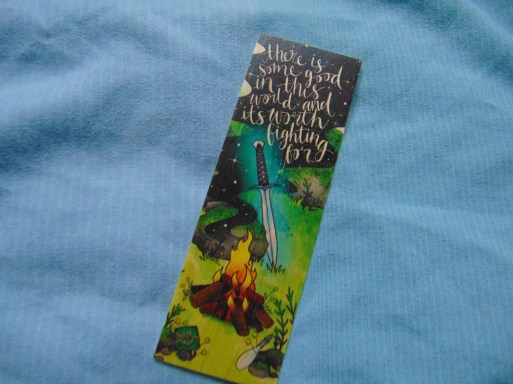 there is
some good
in this
world and
it's worth
fighting
for.